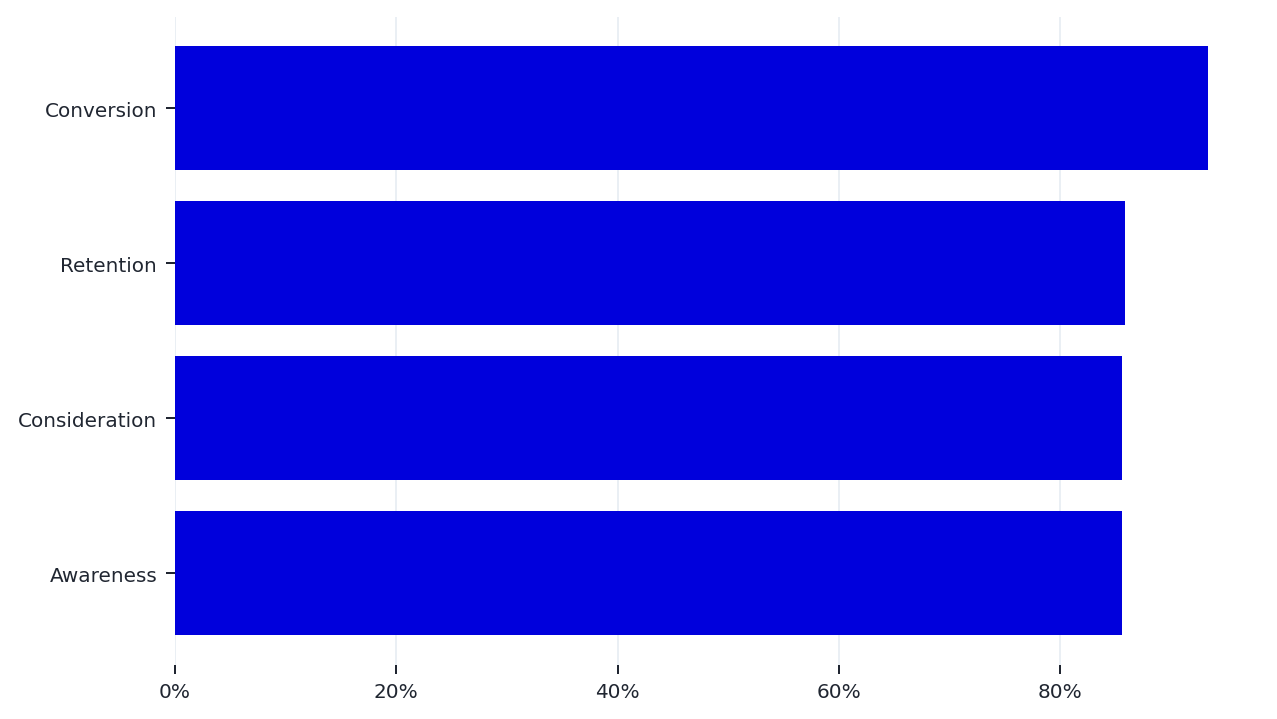 Conversion
Retention
Consideration
Awareness
0% 20% 40% 60% 80%